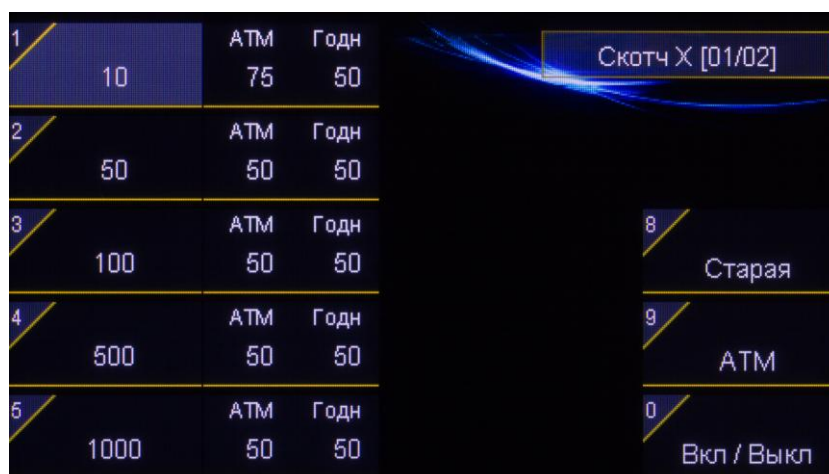 Скотч X [01/02]
1 АТМ Годн
10 75 50
2 АТМ Годн
50 50 50
3 АТМ Годн
100 50 50
8
Старая
4 АТМ Годн
500 50 50
9
АТМ
5 АТМ Годн
1000 50 50
0
Вкл / Выкл